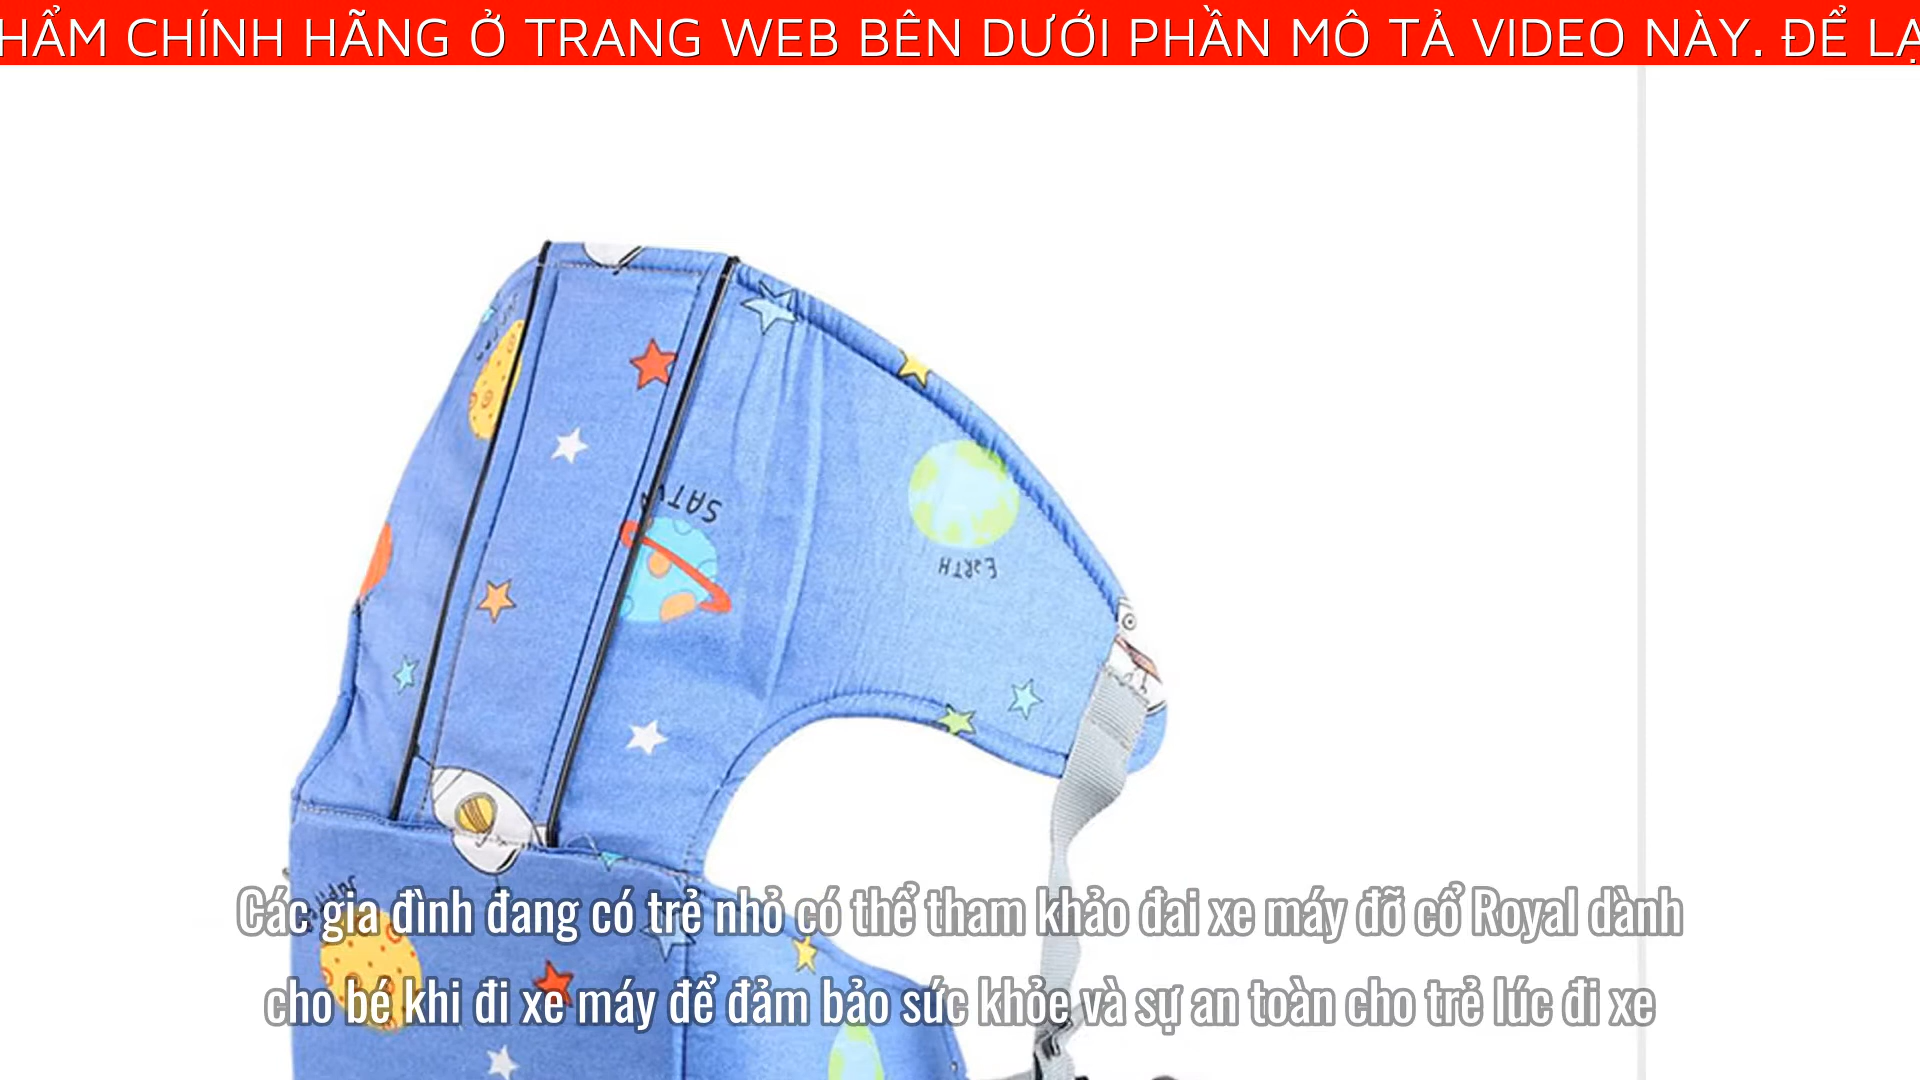 HẨM CHÍNH HÃNG Ở TRANG WEB BÊN DƯỚI PHẦN MÔ TẢ VIDEO NÀY. ĐỂ LẠ
SATU
EaRTH
Jupiter
Các gia đình đang có trẻ nhỏ có thể tham khảo đai xe máy đỡ cổ Royal dành
cho bé khi đi xe máy để đảm bảo sức khỏe và sự an toàn cho trẻ lúc đi xe